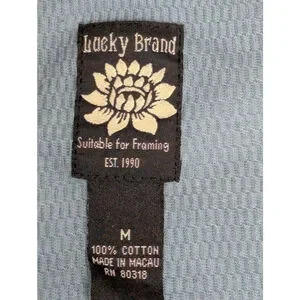 Lucky Brand
Suitable for Framing
EST. 1990
M
100% COTTON
MADE IN MACAU
RN 80318